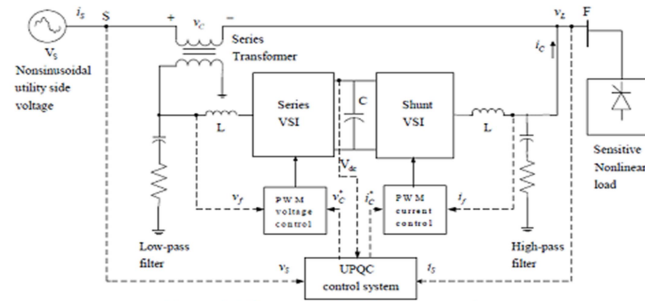 i_S
S
+ v_C −
v_L
F
V_S
Nonsinusoidal
utility side
voltage
Series
Transformer
i_C
L
Series
VSI
C
Shunt
VSI
L
V_dc
Sensitive
Nonlinear
load
v_f
PWM
voltage
control
v_C*
i_C*
PWM
current
control
i_f
Low-pass
filter
High-pass
filter
v_S
UPQC
control system
i_S